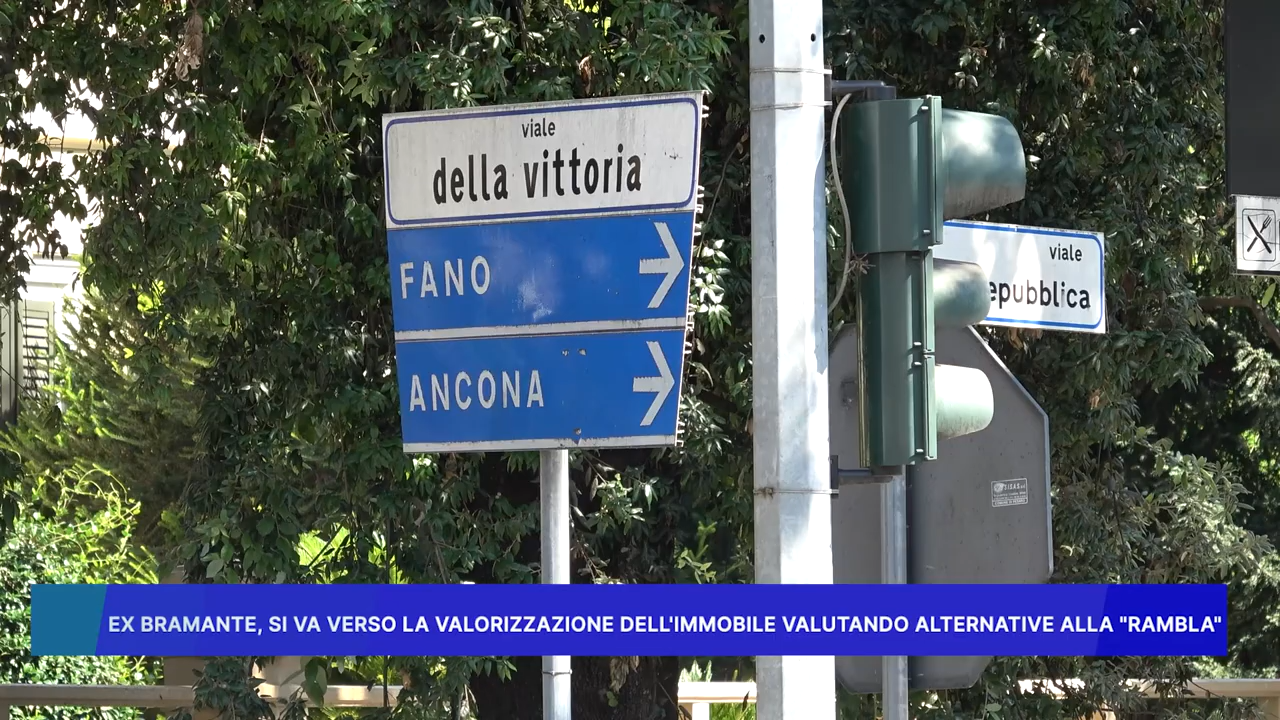 viale
della vittoria
FANO
ANCONA
viale
epubblica
EX BRAMANTE, SI VA VERSO LA VALORIZZAZIONE DELL'IMMOBILE VALUTANDO ALTERNATIVE ALLA "RAMBLA"